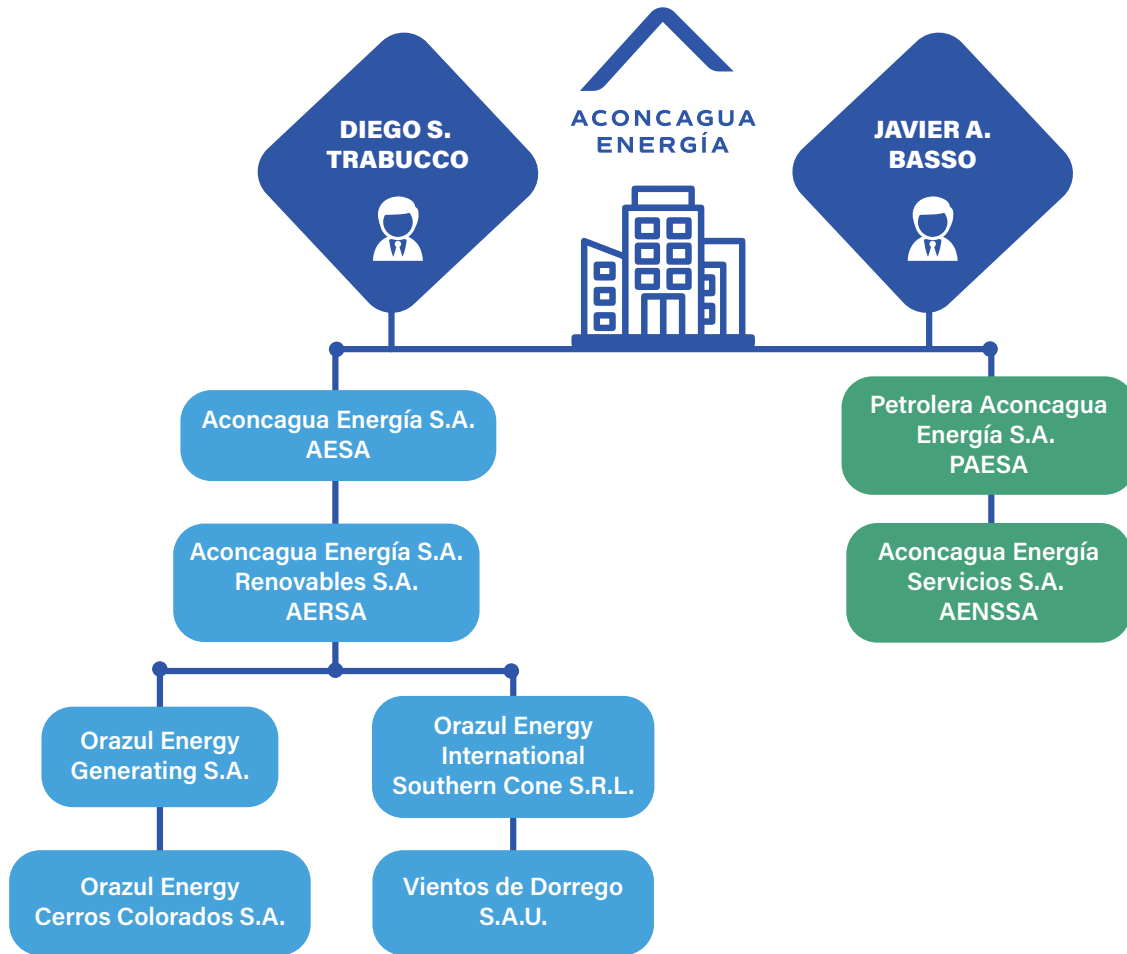 DIEGO S.
TRABUCCO
ACONCAGUA
ENERGÍA
JAVIER A.
BASSO
Aconcagua Energía S.A.
AESA
Petrolera Aconcagua
Energía S.A.
PAESA
Aconcagua Energía S.A.
Renovables S.A.
AERSA
Aconcagua Energía
Servicios S.A.
AENSSA
Orazul Energy
Generating S.A.
Orazul Energy
International
Southern Cone S.R.L.
Orazul Energy
Cerros Colorados S.A.
Vientos de Dorrego
S.A.U.